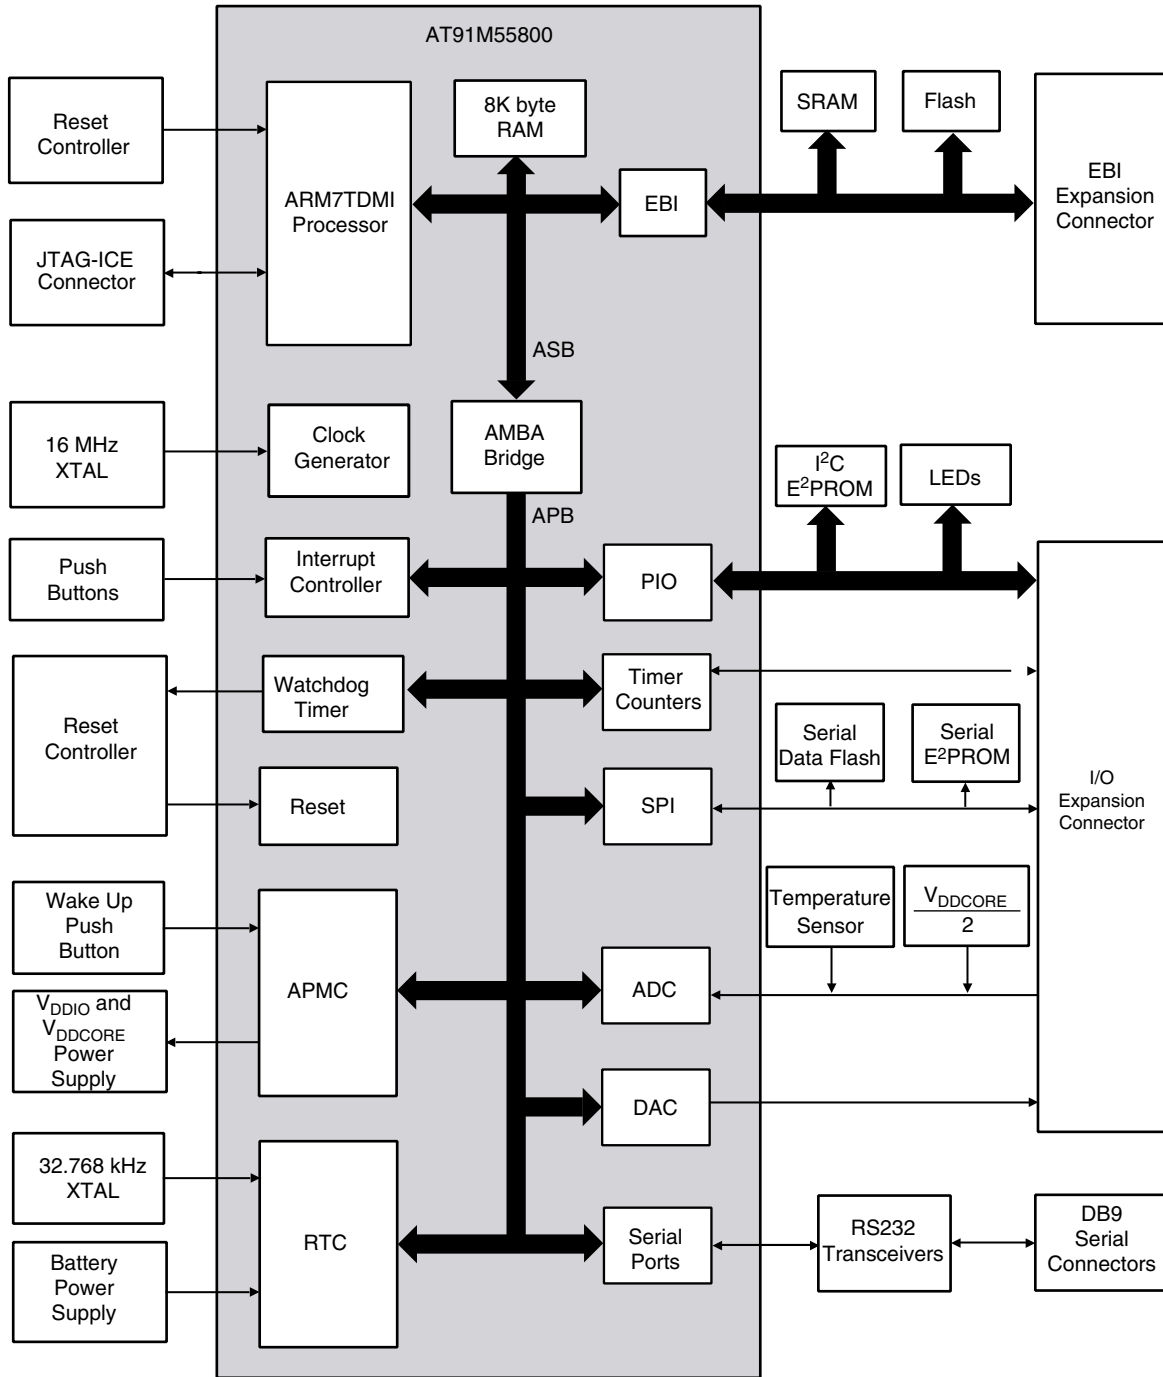 AT91M55800
Reset
Controller
ARM7TDMI
Processor
8K byte
RAM
EBI
SRAM
Flash
EBI
Expansion
Connector
JTAG-ICE
Connector
ASB
16 MHz
XTAL
Clock
Generator
AMBA
Bridge
APB
I²C
E²PROM
LEDs
Push
Buttons
Interrupt
Controller
PIO
Reset
Controller
Watchdog
Timer
Timer
Counters
Serial
Data Flash
Serial
E²PROM
I/O
Expansion
Connector
Reset
SPI
Wake Up
Push
Button
APMC
Temperature
Sensor
VDDCORE
2
ADC
VDDIO and
VDDCORE
Power
Supply
DAC
32.768 kHz
XTAL
RTC
Serial
Ports
RS232
Transceivers
DB9
Serial
Connectors
Battery
Power
Supply